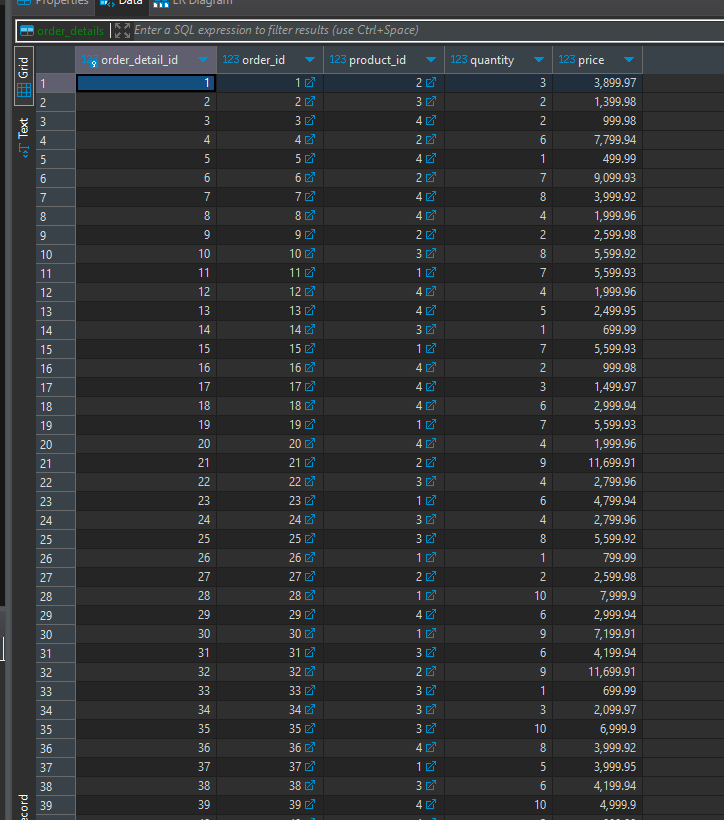 Properties Data ER Diagram
order_details Enter a SQL expression to filter results (use Ctrl+Space)
Grid
Text
123 order_detail_id 123 order_id 123 product_id 123 quantity 123 price
1 1 1 2 3 3,899.97
2 2 2 3 2 1,399.98
3 3 3 4 2 999.98
4 4 4 2 6 7,799.94
5 5 5 4 1 499.99
6 6 6 2 7 9,099.93
7 7 7 4 8 3,999.92
8 8 8 4 4 1,999.96
9 9 9 2 2 2,599.98
10 10 10 3 8 5,599.92
11 11 11 1 7 5,599.93
12 12 12 4 4 1,999.96
13 13 13 4 5 2,499.95
14 14 14 3 1 699.99
15 15 15 1 7 5,599.93
16 16 16 4 2 999.98
17 17 17 4 3 1,499.97
18 18 18 4 6 2,999.94
19 19 19 1 7 5,599.93
20 20 20 4 4 1,999.96
21 21 21 2 9 11,699.91
22 22 22 3 4 2,799.96
23 23 23 1 6 4,799.94
24 24 24 3 4 2,799.96
25 25 25 3 8 5,599.92
26 26 26 1 1 799.99
27 27 27 2 2 2,599.98
28 28 28 1 10 7,999.9
29 29 29 4 6 2,999.94
30 30 30 1 9 7,199.91
31 31 31 3 6 4,199.94
32 32 32 2 9 11,699.91
33 33 33 3 1 699.99
34 34 34 3 3 2,099.97
35 35 35 3 10 6,999.9
36 36 36 4 8 3,999.92
37 37 37 1 5 3,999.95
38 38 38 3 6 4,199.94
39 39 39 4 10 4,999.9
ecord